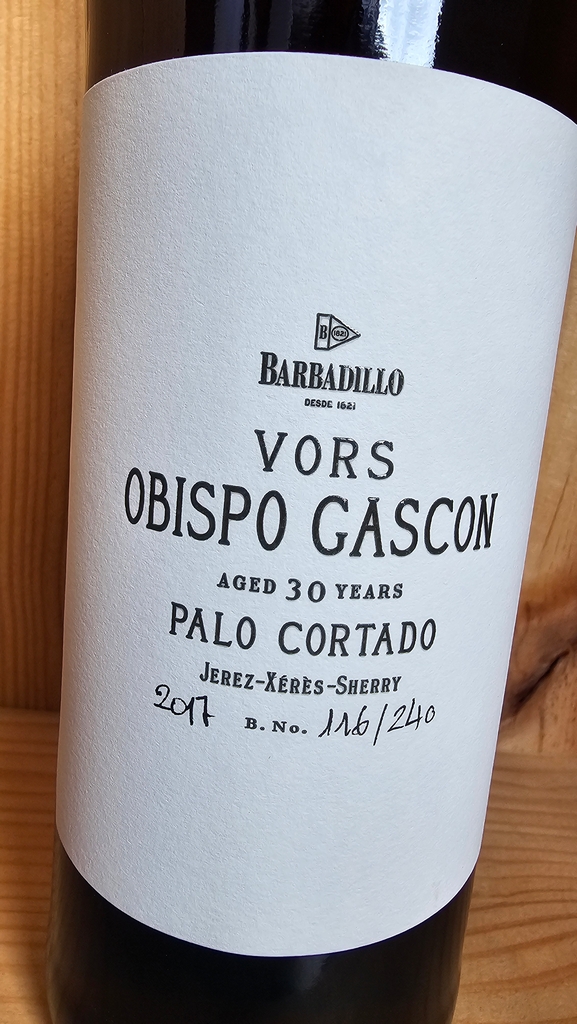 B 1821
BARBADILLO
DESDE 1821
VORS
OBISPO GASCON
AGED 30 YEARS
PALO CORTADO
JEREZ-XÉRÈS-SHERRY
2017 B. No. 116/240